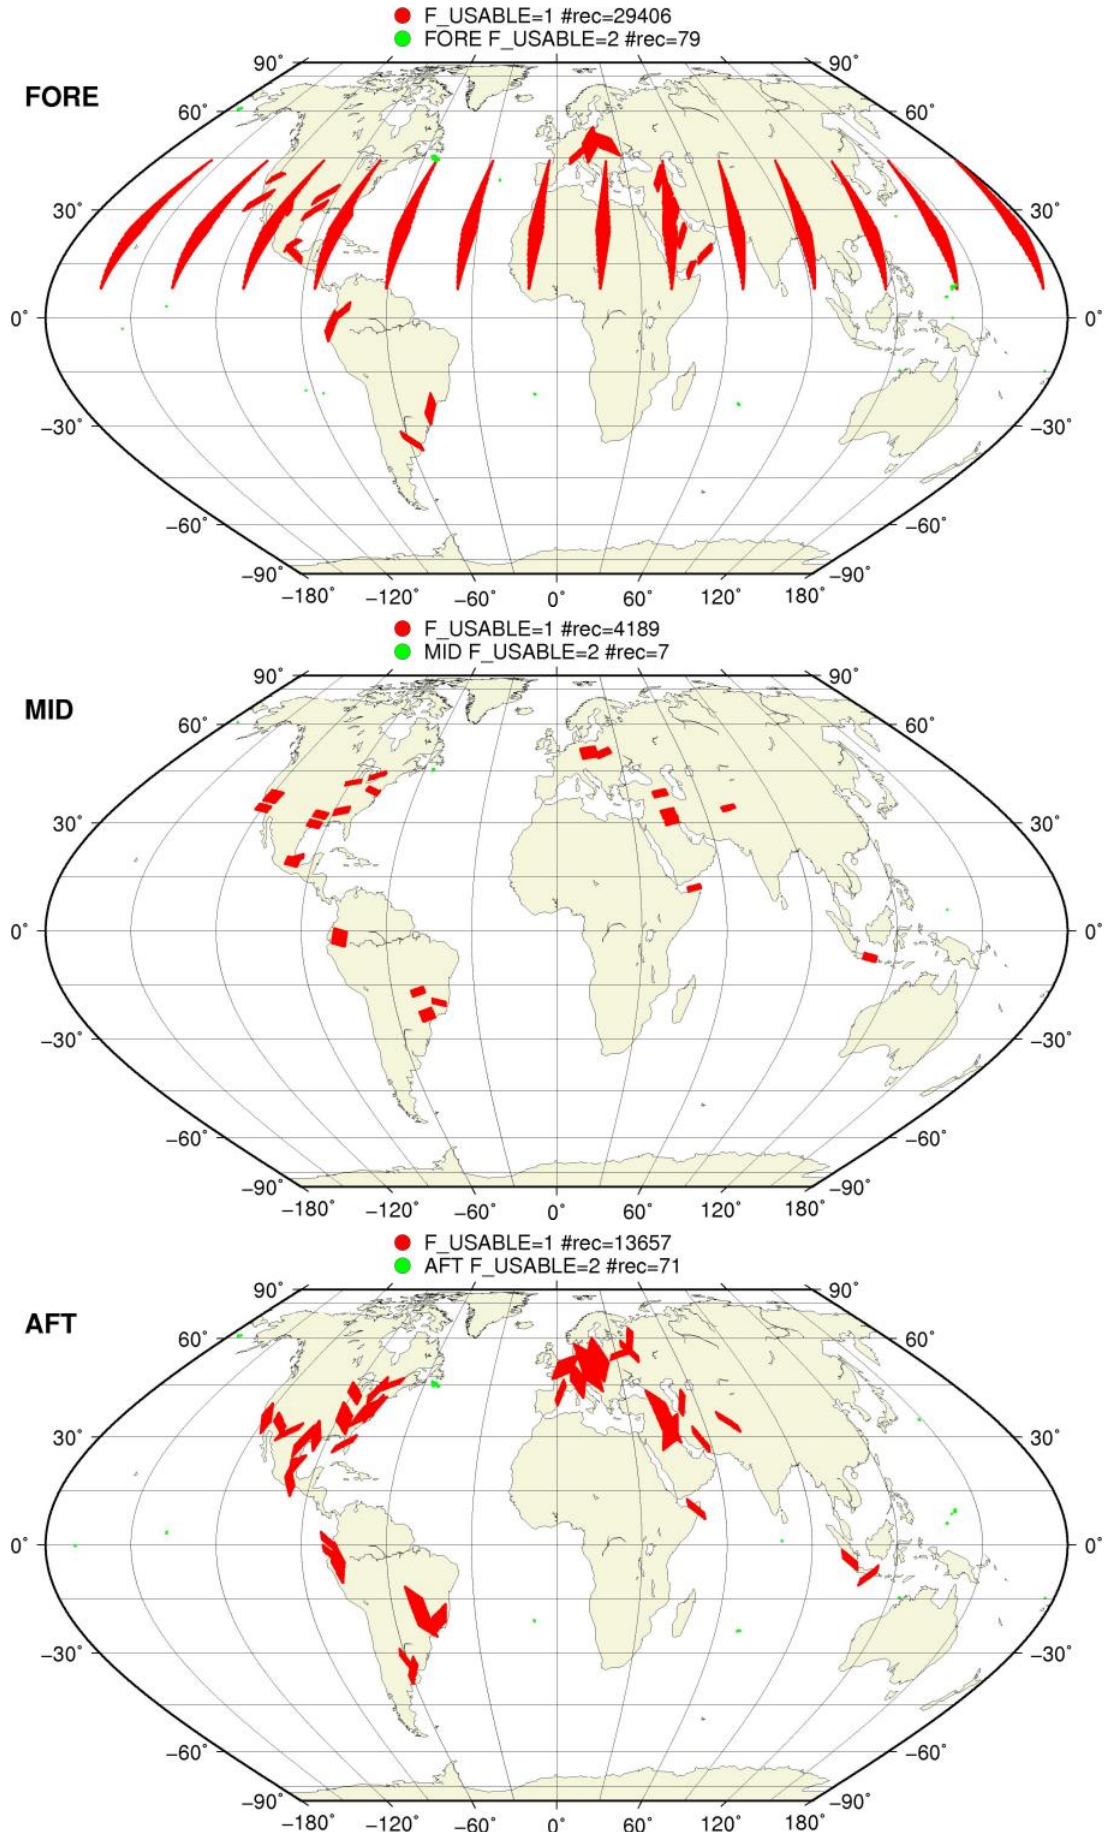 F_USABLE=1 #rec=29406
FORE F_USABLE=2 #rec=79
FORE
90° 90°
60° 60°
30° 30°
0° 0°
−30° −30°
−60° −60°
−90° −90°
−180° −120° −60° 0° 60° 120° 180°
F_USABLE=1 #rec=4189
MID F_USABLE=2 #rec=7
MID
90° 90°
60° 60°
30° 30°
0° 0°
−30° −30°
−60° −60°
−90° −90°
−180° −120° −60° 0° 60° 120° 180°
F_USABLE=1 #rec=13657
AFT F_USABLE=2 #rec=71
AFT
90° 90°
60° 60°
30° 30°
0° 0°
−30° −30°
−60° −60°
−90° −90°
−180° −120° −60° 0° 60° 120° 180°